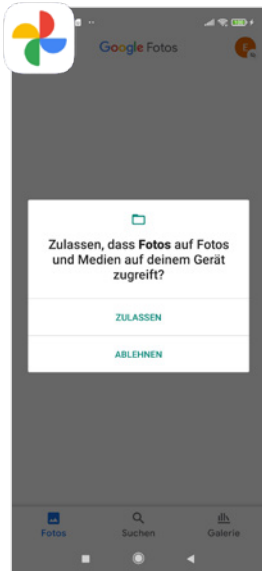 Google Fotos
E
Zulassen, dass Fotos auf Fotos
und Medien auf deinem Gerät
zugreift?
ZULASSEN
ABLEHNEN
Fotos
Suchen
Galerie